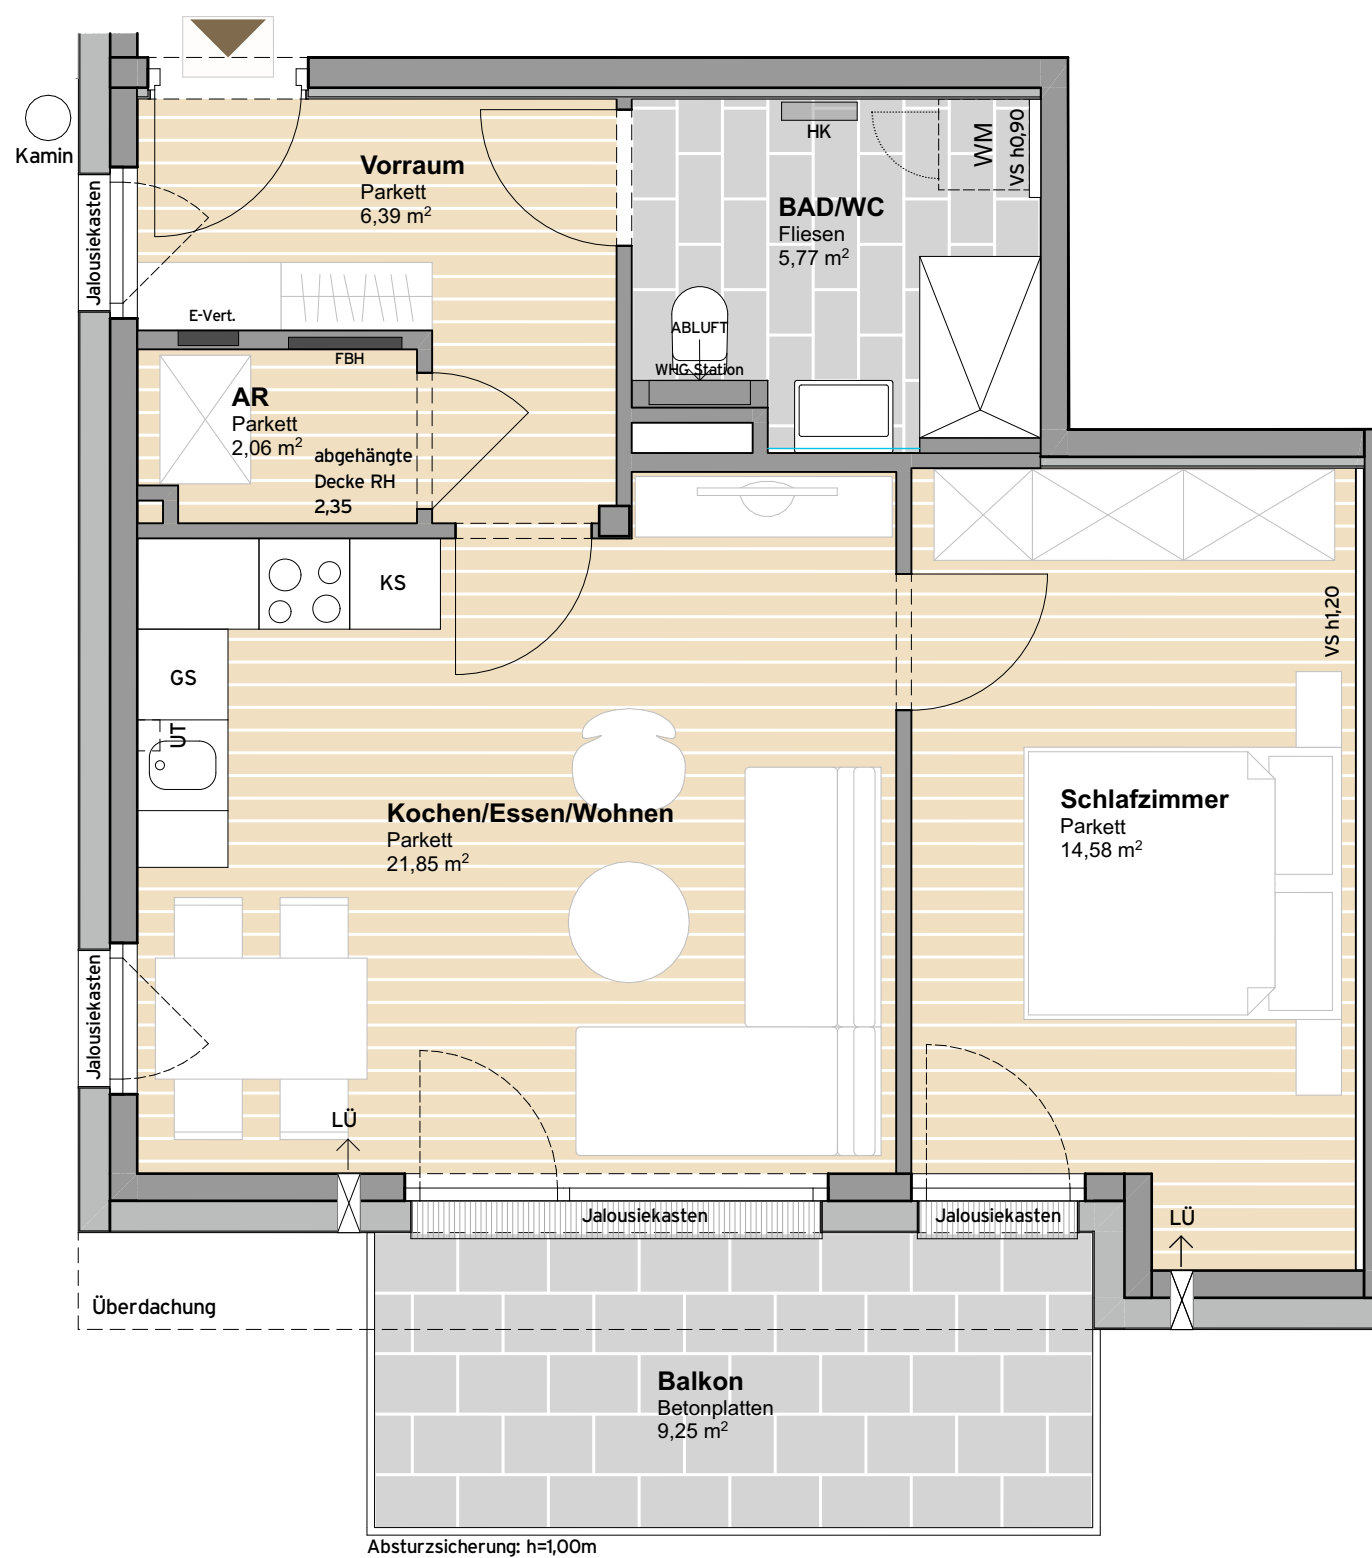 Kamin
Jalousiekasten
Vorraum
Parkett
6,39 m²
HK
WM
VS h0,90
BAD/WC
Fliesen
5,77 m²
E-Vert.
FBH
ABLUFT
WHG Station
AR
Parkett
2,06 m²
abgehängte
Decke RH
2,35
KS
GS
UT
VS h1,20
Kochen/Essen/Wohnen
Parkett
21,85 m²
Schlafzimmer
Parkett
14,58 m²
Jalousiekasten
LÜ
Jalousiekasten
Jalousiekasten
LÜ
Überdachung
Balkon
Betonplatten
9,25 m²
Absturzsicherung: h=1,00m